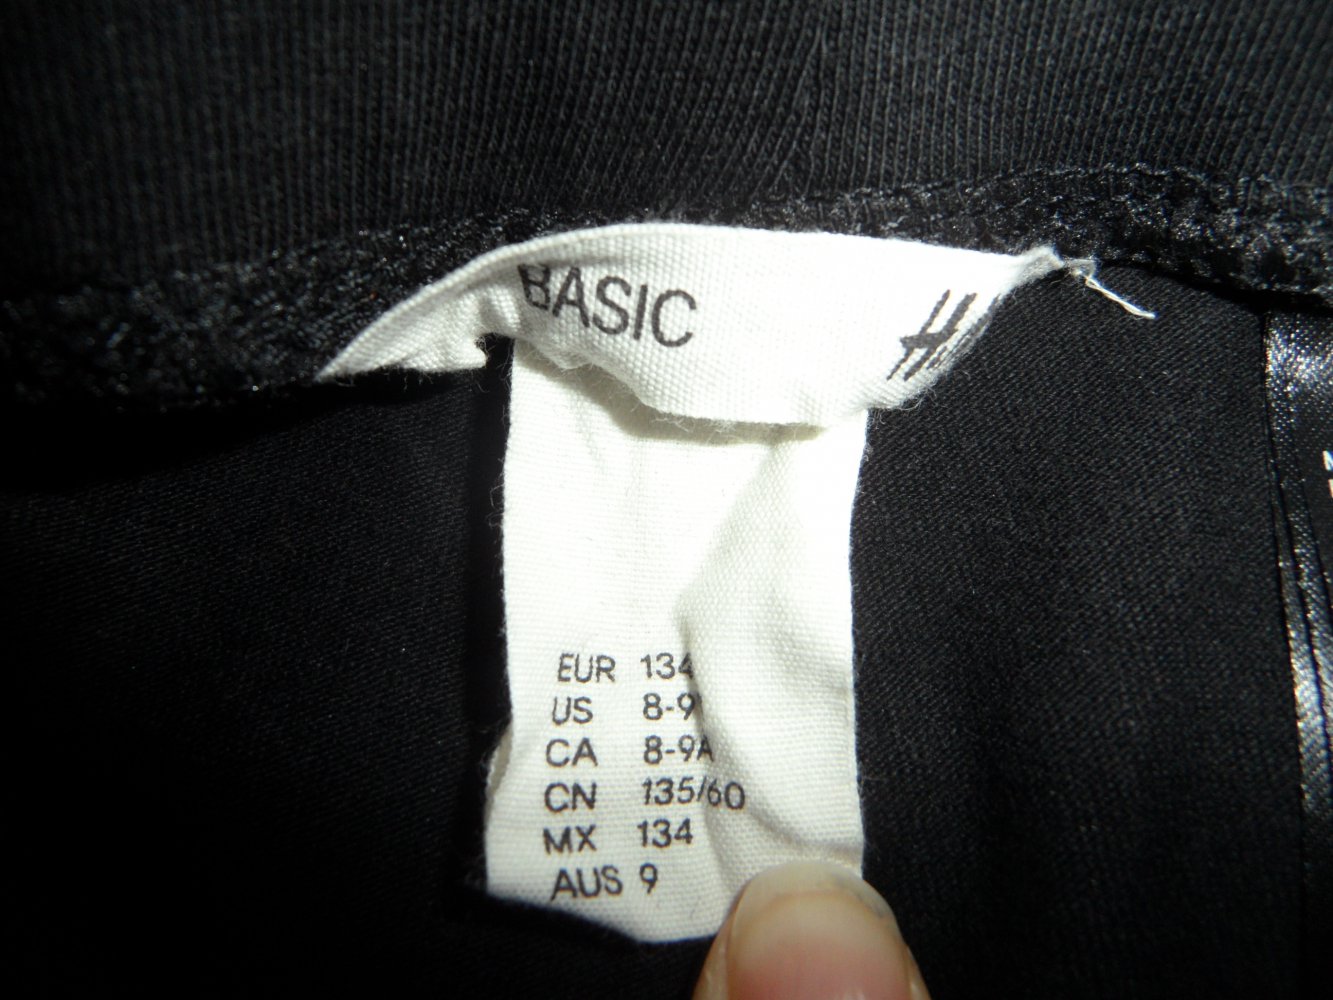 BASIC H
EUR 134
US 8-9
CA 8-9A
CN 135/60
MX 134
AUS 9